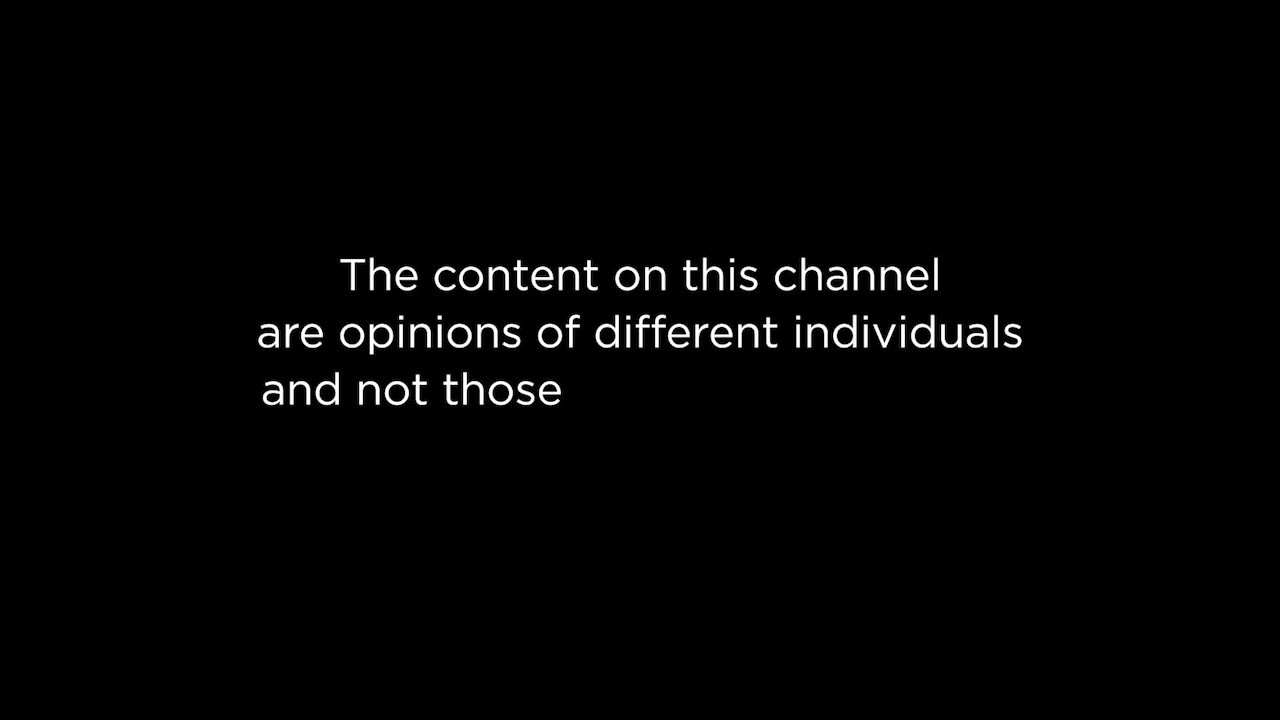 The content on this channel
are opinions of different individuals
and not those